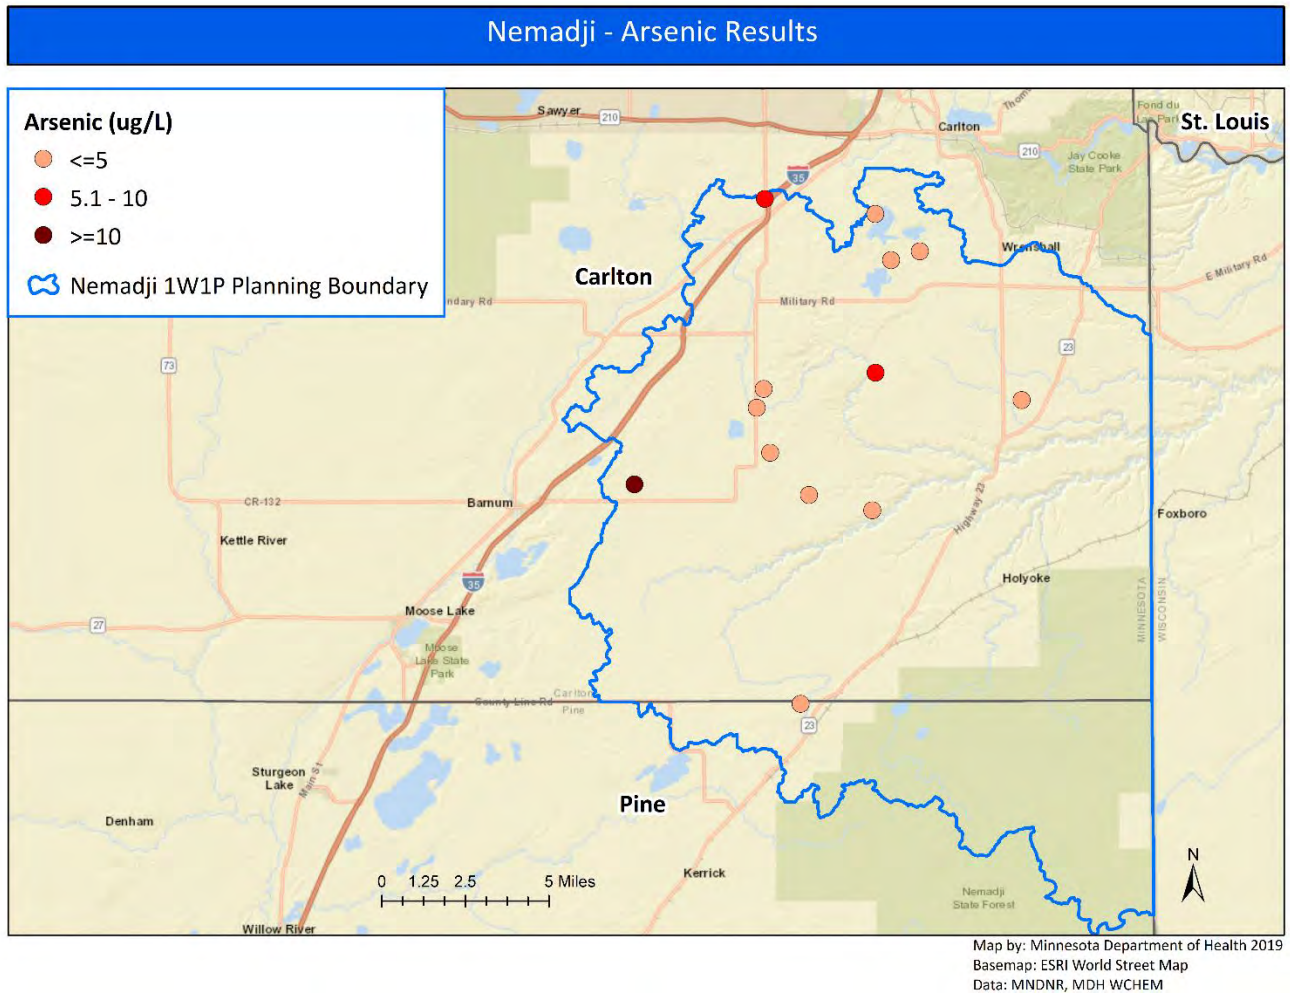 Nemadji - Arsenic Results
Arsenic (ug/L)
<=5
5.1 - 10
>=10
Nemadji 1W1P Planning Boundary
Sawyer
210
Carlton
Fond du
St. Louis
210
Jay Cooke
State Park
35
Wrenshall
E Military Rd
Carlton
ndary Rd
Military Rd
73
23
CR-132
Barnum
Highway 23
Foxboro
Kettle River
35
Holyoke
MINNESOTA
WISCONSIN
Moose Lake
27
Moose
Lake State
Park
County Line Rd
Carlton
Pine
23
Sturgeon
Lake
Main St
Pine
Denham
Kerrick
0 1.25 2.5 5 Miles
N
Nemadji
State Forest
Willow River
Map by: Minnesota Department of Health 2019
Basemap: ESRI World Street Map
Data: MNDNR, MDH WCHEM